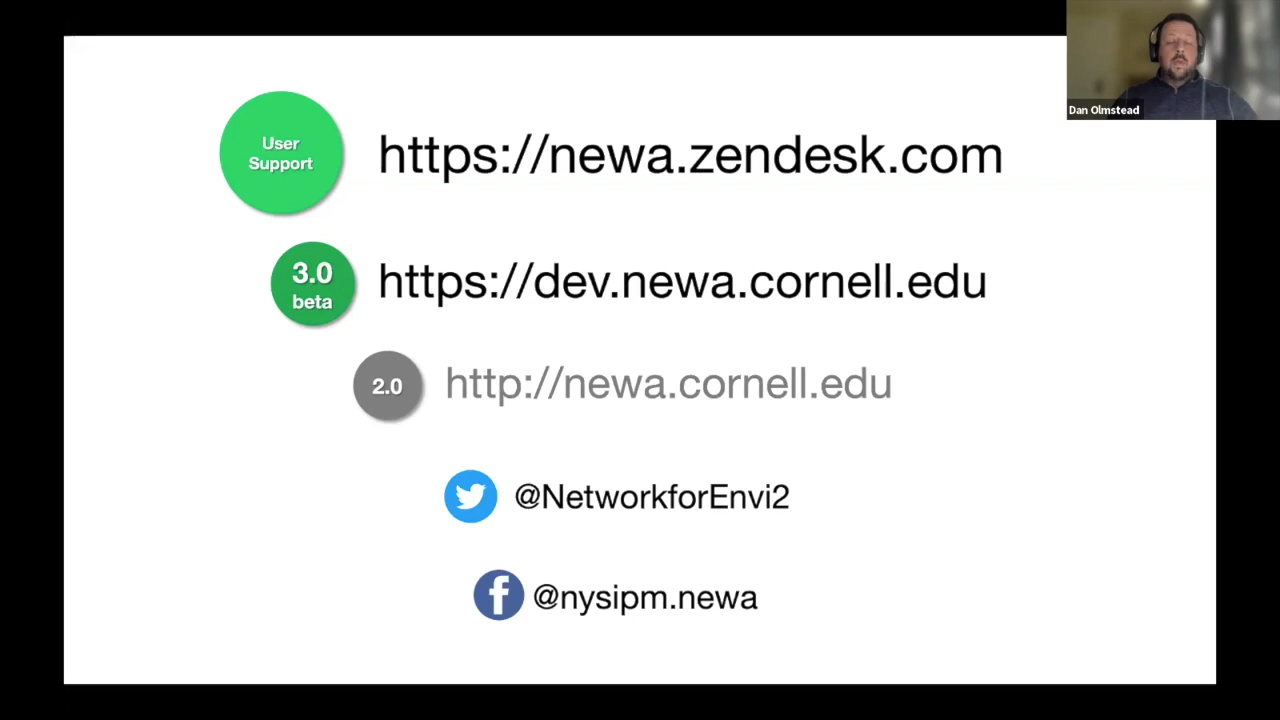 Dan Olmstead
User
Support
https://newa.zendesk.com
3.0
beta
https://dev.newa.cornell.edu
2.0
http://newa.cornell.edu
@NetworkforEnvi2
@nysipm.newa